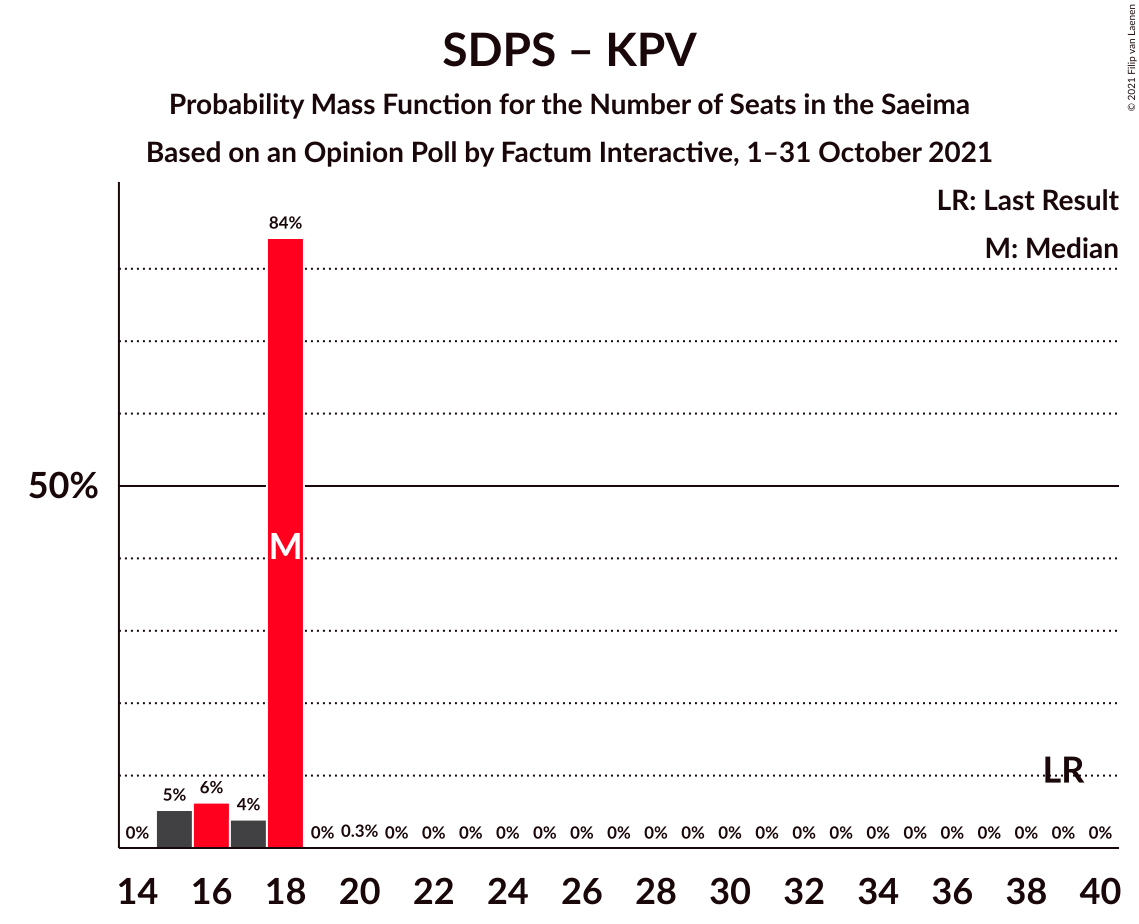 SDPS – KPV
Probability Mass Function for the Number of Seats in the Saeima
Based on an Opinion Poll by Factum Interactive, 1–31 October 2021
© 2021 Filip van Laenen
LR: Last Result
M: Median
84%
50%
M
LR
0% 5% 6% 4% 0% 0.3% 0% 0% 0% 0% 0% 0% 0% 0% 0% 0% 0% 0% 0% 0% 0% 0% 0% 0% 0% 0%
14 16 18 20 22 24 26 28 30 32 34 36 38 40